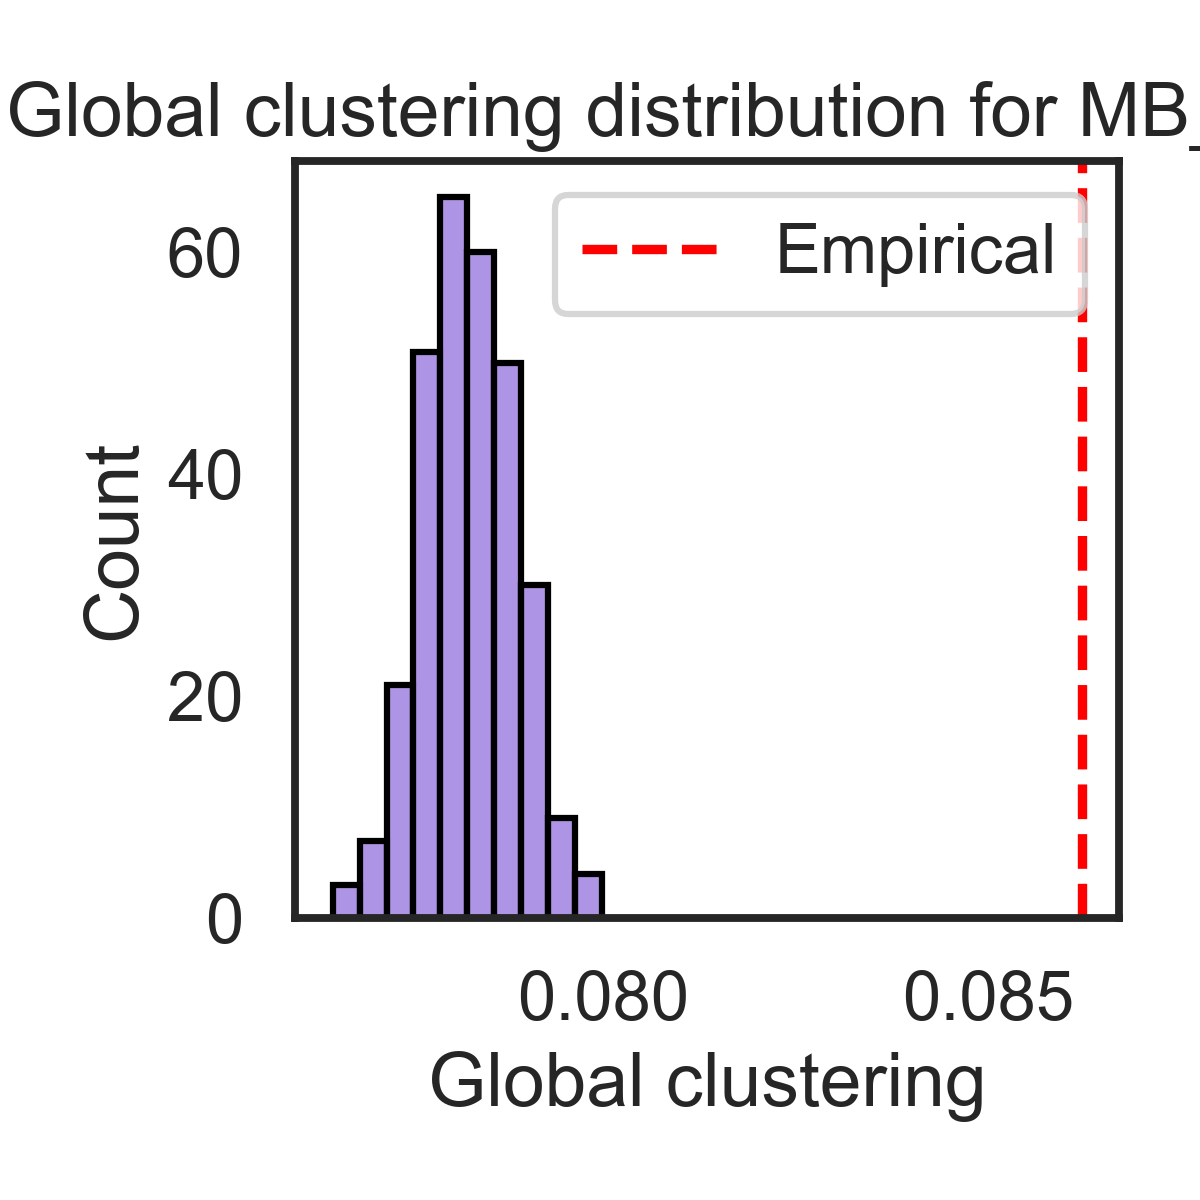 Global clustering distribution for MB_
Empirical
60
40
20
0
Count
0.080 0.085
Global clustering